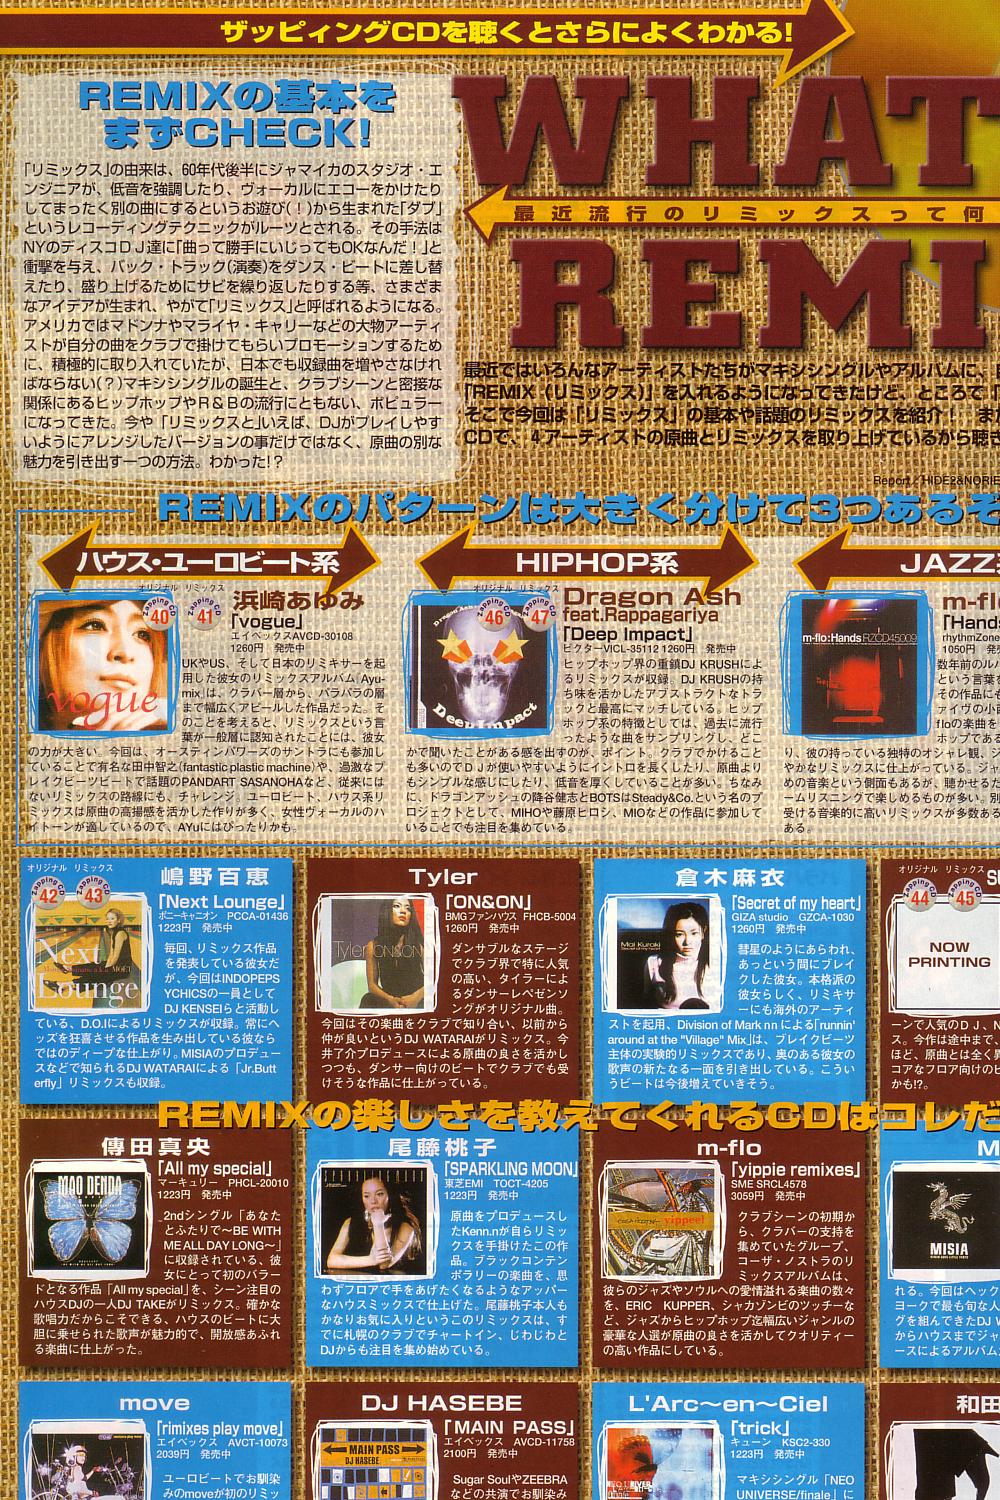 ザッピィングCDを聴くとさらによくわかる!
REMIXの基本を
まずCHECK!
「リミックス」の由来は、60年代後半にジャマイカのスタジオ・エ
ンジニアが、低音を強調したり、ヴォーカルにエコーをかけたり
してまったく別の曲にするというお遊び(！)から生まれた「ダブ」
というレコーディングテクニックがルーツとされる。その手法は
NYのディスコＤＪ達に「曲って勝手にいじってもOKなんだ！」と
衝撃を与え、バック・トラック(演奏)をダンス・ビートに差し替
えたり、盛り上げるためにサビを繰り返したりする等、さまざま
なアイデアが生まれ、やがて「リミックス」と呼ばれるようになる。
アメリカではマドンナやマライヤ・キャリーなどの大物アーティ
ストが自分の曲をクラブで掛けてもらいプロモーションするため
に、積極的に取り入れていたが、日本でも収録曲を増やさなけれ
ばならない(？)マキシシングルの誕生と、クラブシーンと密接な
関係にあるヒップホップやR＆Bの流行にともない、ポピュラー
になってきた。今や「リミックスと」いえば、DJがプレイしやす
いようにアレンジしたバージョンの事だけではなく、原曲の別な
魅力を引き出す一つの方法。わかった!？
WHAT
最近流行のリミックスって何
REMI
最近ではいろんなアーティストたちがマキシシングルやアルバムに、
「REMIX（リミックス）」を入れるようになってきたけど、ところで
そこで今回は「リミックス」の基本や話題のリミックスを紹介！　ま
CDで、４アーティストの原曲とリミックスを取り上げているから聴き
Report／HIDE2&NORIE
REMIXのパターンは大きく分けて3つあるそ
ハウス・ユーロビート系
オリジナル リミックス
Zapping CD 40 Zapping CD 41
vogue
浜崎あゆみ
「vogue」
エイベックスAVCD-30108
1260円　発売中
UKやUS、そして日本のリミキサーを起
用した彼女のリミックスアルバム「Ayu-
mix」は、クラバー層から、パラパラの層
まで幅広くアピールした作品だった。そ
のことを考えると、リミックスという言
葉が一般層に認知されたことには、彼女
の力が大きい。今回は、オースティンパワーズのサントラにも参加し
ていることで有名な田中智之(fantastic plastic machine)や、過激なブ
レイクビーツビートで話題のPANDART SASANOHAなど、従来には
ないリミックスの路線にも、チャレンジ。ユーロビート、ハウス系リ
ミックスは原曲の高揚感を活かした作りが多く、女性ヴォーカルのハ
イトーンが適しているので、AYUにはぴったりかも。
HIPHOP系
オリジナル リミックス
Zapping CD 46 Zapping CD 47
Dragon Ash
Deep Impact
Dragon Ash
feat.Rappagariya
「Deep Impact」
ビクターVICL-35112 1260円　発売中
ヒップホップ界の重鎮DJ KRUSHによ
るリミックスが収録。DJ KRUSHの持
ち味を活かしたアブストラクトなトラ
ックと最高にマッチしている。ヒップ
ホップ系の特徴としては、過去に流行
ったような曲をサンプリングし、どこ
かで聞いたことがある感を出すのが、ポイント。クラブでかけること
も多いのでＤＪが使いやすいようにイントロを長くしたり、原曲より
もシンプルな感じにしたり、低音を厚くしていることが多い。ちなみ
に、ドラゴンアッシュの降谷健志とBOTSはSteady&Co.という名のプ
ロジェクトとして、MIHOや藤原ヒロシ、MIOなどの作品に参加して
いることでも注目を集めている。
JAZZ系
m-flo:Hands RZCD45009
m-flo
「Hands
rhythmZone
1050円　発
数年前のルパ
という言葉を
その作品にモ
ァイヴの小西
floの楽曲を
ホップである
り、彼の持っている独特のオシャレ観、ジ
やかなリミックスに仕上がっている。ジャ
めの音楽という側面もあるが、聴かせるた
ームリスニングで楽しめるものが多い。別
受ける音楽的に高いリミックスが多数ある
ある。
オリジナル リミックス
Zapping CD 42 Zapping CD 43
嶋野百恵
Next
Lounge
「Next Lounge」
ポニーキャニオン　PCCA-01436
1223円　発売中
毎回、リミックス作品
を発表している彼女だ
が、今回はINDOPEPS
YCHICSの一員として
DJ KENSEIらと活動し
ている、D.O.Iによるリミックスが収録。常にヘ
ッズを狂喜させる作品を生み出している彼なら
ではのディープな仕上がり。MISIAのプロデュー
スなどで知られるDJ WATARAIによる「Jr.Butt
erfly」リミックスも収録。
Tyler
Tyler ON&ON
「ON&ON」
BMGファンハウス　FHCB-5004
1260円　発売中
ダンサブルなステージ
でクラブ界で特に人気
の高い、タイラーによ
るダンサーレペゼンソ
ングがオリジナル曲。
今回はその楽曲をクラブで知り合い、以前から
仲が良いというDJ WATARAIがリミックス。今
井了介プロデュースによる原曲の良さを活かし
つつも、ダンサー向けのビートでクラブでも受
けそうな作品に仕上がっている。
倉木麻衣
Mai Kuraki
「Secret of my heart」
GIZA studio　GZCA-1030
1260円　発売中
彗星のようにあらわれ、
あっという間にブレイ
クした彼女。本格派の
彼女らしく、リミキサ
ーにも海外のアーティ
ストを起用、Division of Mark n n による「runnin'
around at the "Village" Mix」は、ブレイクビーツ
主体の実験的リミックスであり、奥のある彼女の
歌声の新たなる一面を引き出している。こうい
うビートは今後増えていきそう。
オリジナル リミックス
Zapping CD 44 Zapping CD 45
NOW
PRINTING
ーンで人気のＤＪ、Ｎ
ス。今作は途中まで、
ほど、原曲とは全く異
コアなフロア向けのビ
かも!?。
REMIXの楽しさを教えてくれるCDはコレだ
傳田真央
MAO DENDA
「All my special」
マーキュリー　PHCL-20010
1223円　発売中
2ndシングル「あなた
とふたりで～BE WITH
ME ALL DAY LONG～」
に収録されている、彼
女にとって初のバラー
ドとなる作品「All my special」を、シーン注目の
ハウスDJの一人DJ TAKEがリミックス。確かな
歌唱力だからこそできる、ハウスのビートに大
胆に乗せられた歌声が魅力的で、開放感あふれ
る楽曲に仕上がった。
尾藤桃子
SPARKLING MOON
「SPARKLING MOON」
東芝EMI　TOCT-4205
1223円　発売中
原曲をプロデュースし
たKenn.nが自らリミッ
クスを手掛けたこの作
品。ブラックコンテン
ポラリーの楽曲を、思
わずフロアで手をあげたくなるようなアッパー
なハウスミックスで仕上げた。尾藤桃子本人も
かなりお気に入りというこのリミックスは、す
でに札幌のクラブでチャートイン、じわじわと
DJからも注目を集め始めている。
m-flo
yippee!
「yippie remixes」
SME SRCL4578
3059円　発売中
クラブシーンの初期か
ら、クラバーの支持を
集めていたグループ、
コーザ・ノストラのリ
ミックスアルバムは、
彼らのジャズやソウルへの愛情溢れる楽曲の数々
を、ERIC　KUPPER、シャカゾンビのツッチーな
ど、ジャズからヒップホップ迄幅広いジャンルの
豪華な人選が原曲の良さを活かしてクオリティー
の高い作品にしている。
MISIA
れる。今回はヘック
ヨークで最も旬な人
グを組んできたDJ W
からハウスまでジャ
ースによるアルバム
move
「rimixes play move」
エイベックス　AVCT-10073
2039円　発売中
ユーロビートでお馴染
みのmoveが初のリミッ
DJ HASEBE
MAIN PASS
DJ HASEBE
「MAIN PASS」
エイベックス　AVCD-11758
2100円　発売中
Sugar SoulやZEEBRA
などの共演でお馴染み
L'Arc～en～Ciel
「trick」
キューン　KSC2-330
1223円　発売中
マキシシングル「NEO
UNIVERSE/finale」に
和田